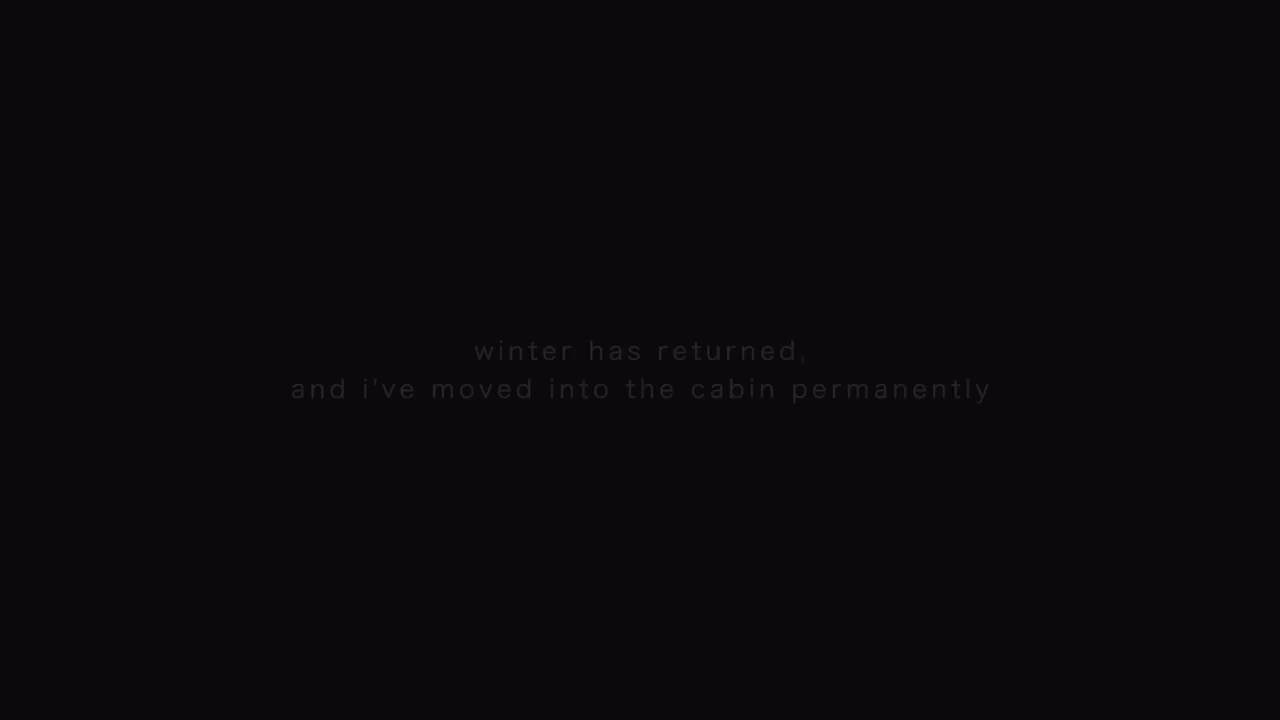 winter has returned,
and i've moved into the cabin permanently